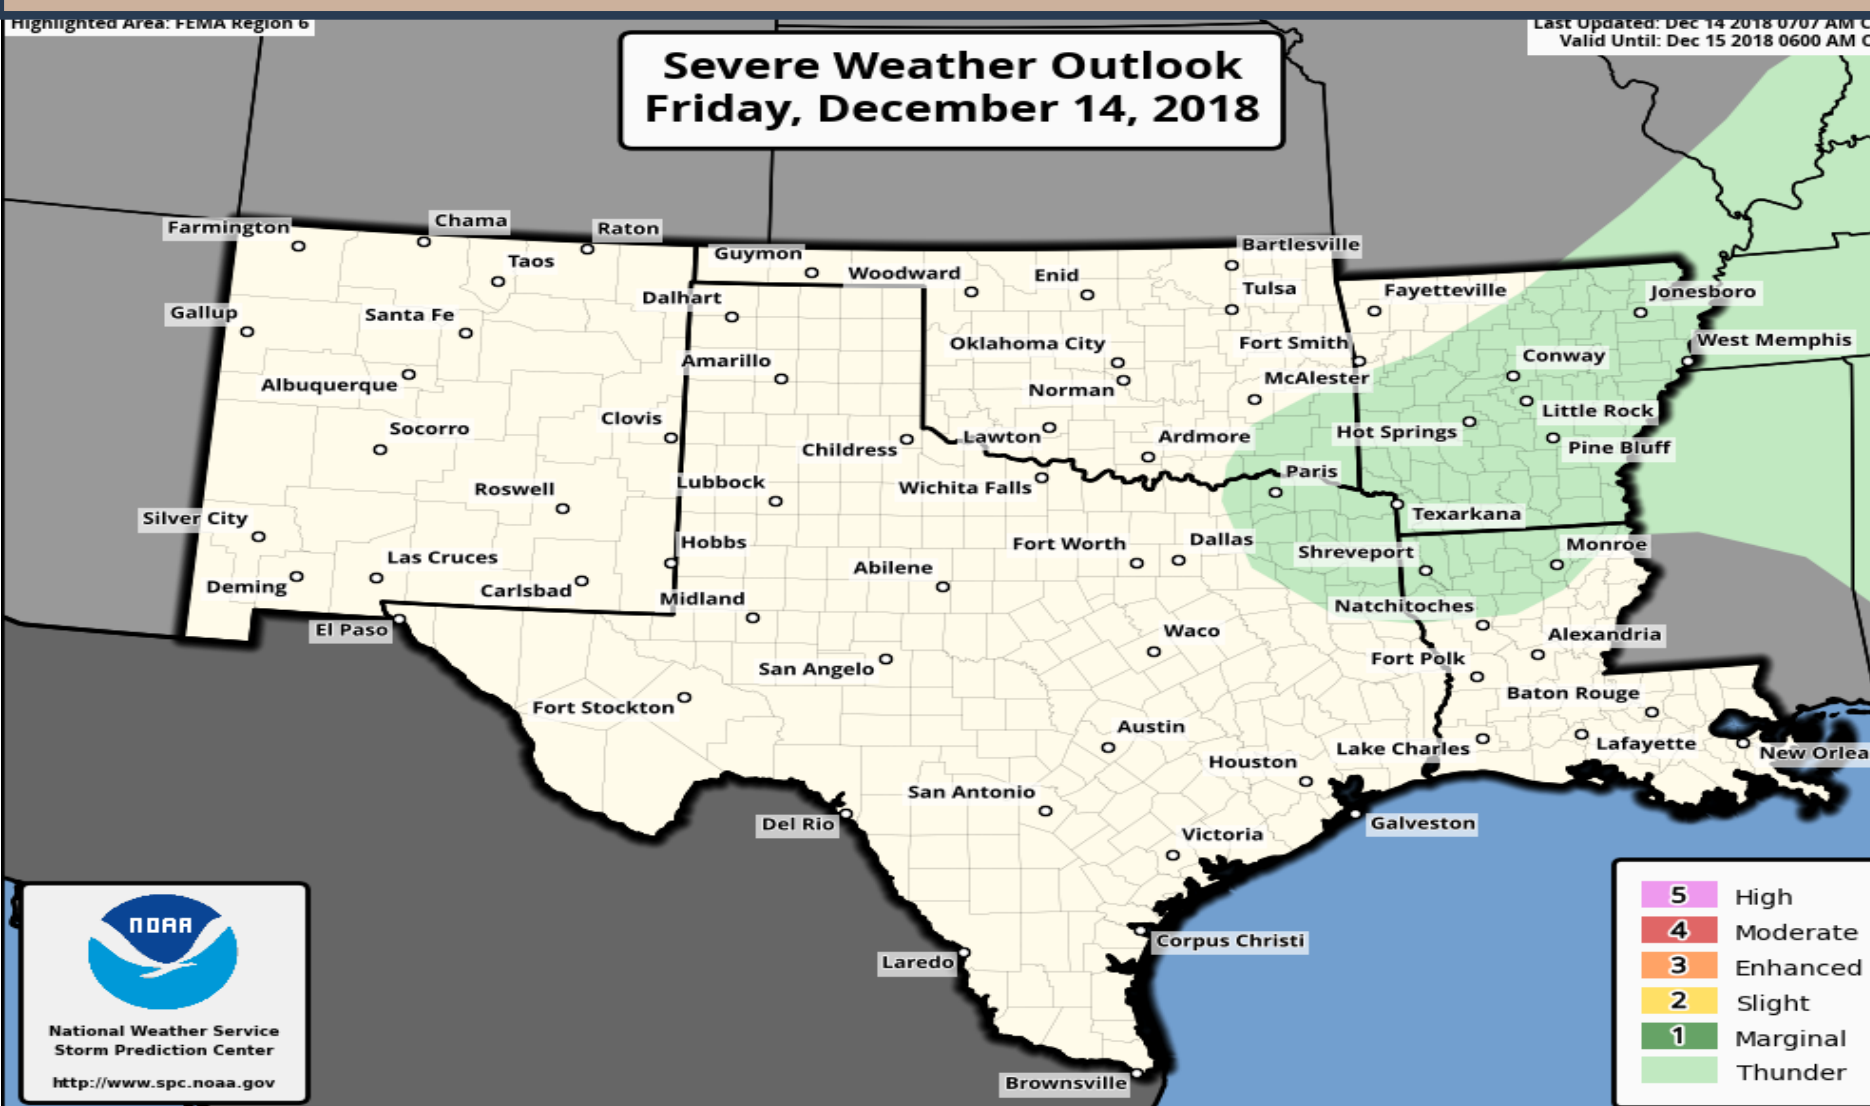 Highlighted Area: FEMA Region 6
Last Updated: Dec 14 2018 0707 AM
Valid Until: Dec 15 2018 0600 AM
Severe Weather Outlook
Friday, December 14, 2018
Farmington
Chama
Raton
Taos
Guymon
Woodward
Enid
Bartlesville
Tulsa
Dalhart
Fayetteville
Jonesboro
Gallup
Santa Fe
Oklahoma City
Fort Smith
West Memphis
Amarillo
Conway
Albuquerque
Norman
McAlester
Little Rock
Socorro
Clovis
Childress
Lawton
Ardmore
Hot Springs
Pine Bluff
Roswell
Lubbock
Wichita Falls
Paris
Texarkana
Silver City
Hobbs
Fort Worth
Dallas
Shreveport
Monroe
Las Cruces
Abilene
Deming
Carlsbad
Midland
Natchitoches
El Paso
Waco
Alexandria
San Angelo
Fort Polk
Fort Stockton
Baton Rouge
Austin
Lake Charles
Lafayette
New Orlea
Houston
San Antonio
Del Rio
Victoria
Galveston
Corpus Christi
Laredo
Brownsville
NOAA
National Weather Service
Storm Prediction Center
http://www.spc.noaa.gov
5 High
4 Moderate
3 Enhanced
2 Slight
1 Marginal
Thunder